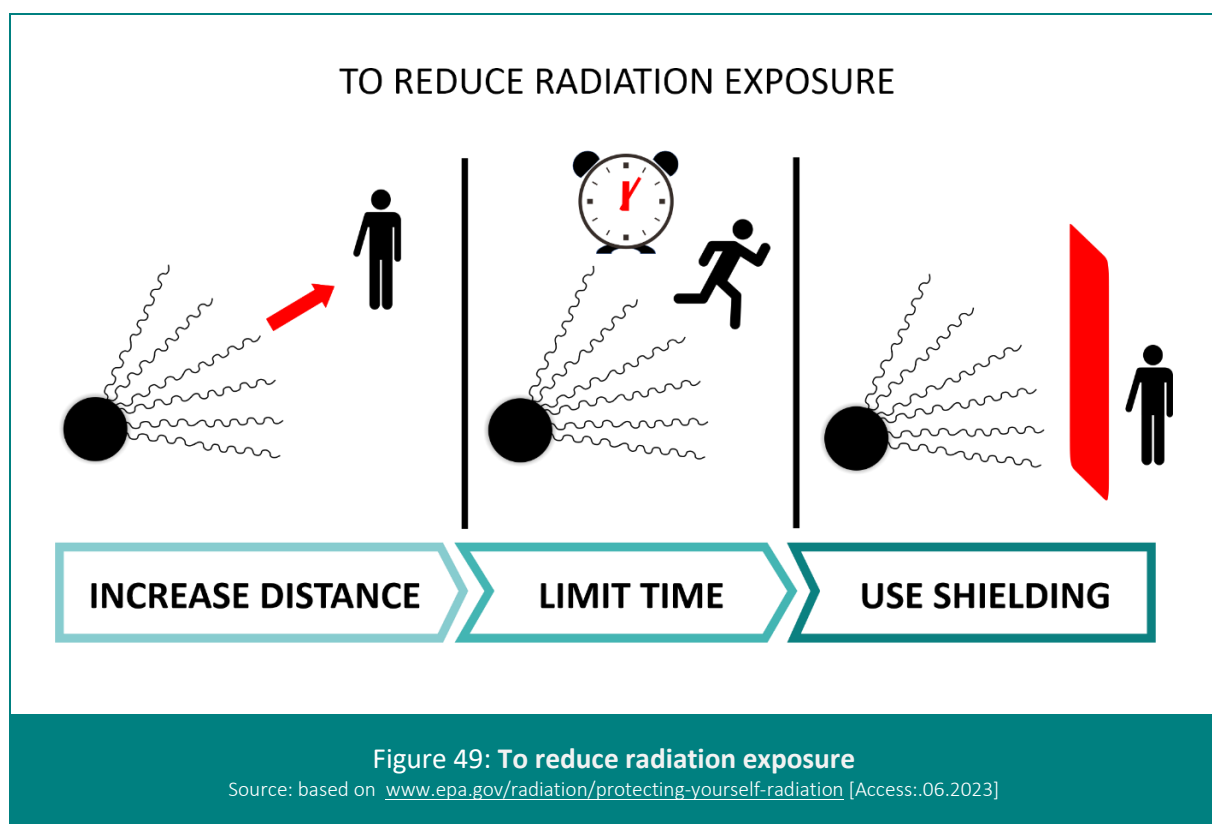 TO REDUCE RADIATION EXPOSURE
INCREASE DISTANCE
LIMIT TIME
USE SHIELDING
Figure 49: To reduce radiation exposure
Source: based on www.epa.gov/radiation/protecting-yourself-radiation [Access:.06.2023]